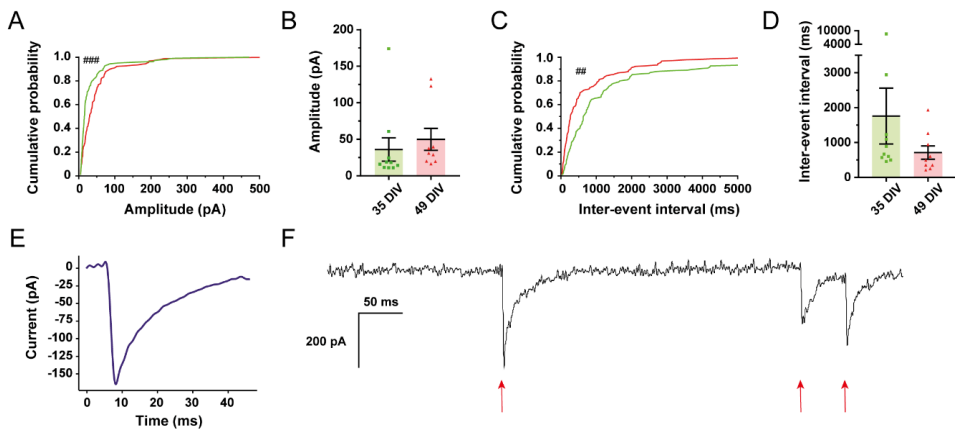 A
Cumulative probability
1.0
0.8
0.6
0.4
0.2
0
###
0
100
200
300
400
500
Amplitude (pA)
B
Amplitude (pA)
200
150
100
50
0
35 DIV
49 DIV
C
Cumulative probability
1.0
0.8
0.6
0.4
0.2
0
##
0
1000
2000
3000
4000
5000
Inter-event interval (ms)
D
Inter-event interval (ms)
10000
4000
3000
2000
1000
0
35 DIV
49 DIV
E
Current (pA)
0
-25
-50
-75
-100
-125
-150
0
10
20
30
40
Time (ms)
F
50 ms
200 pA